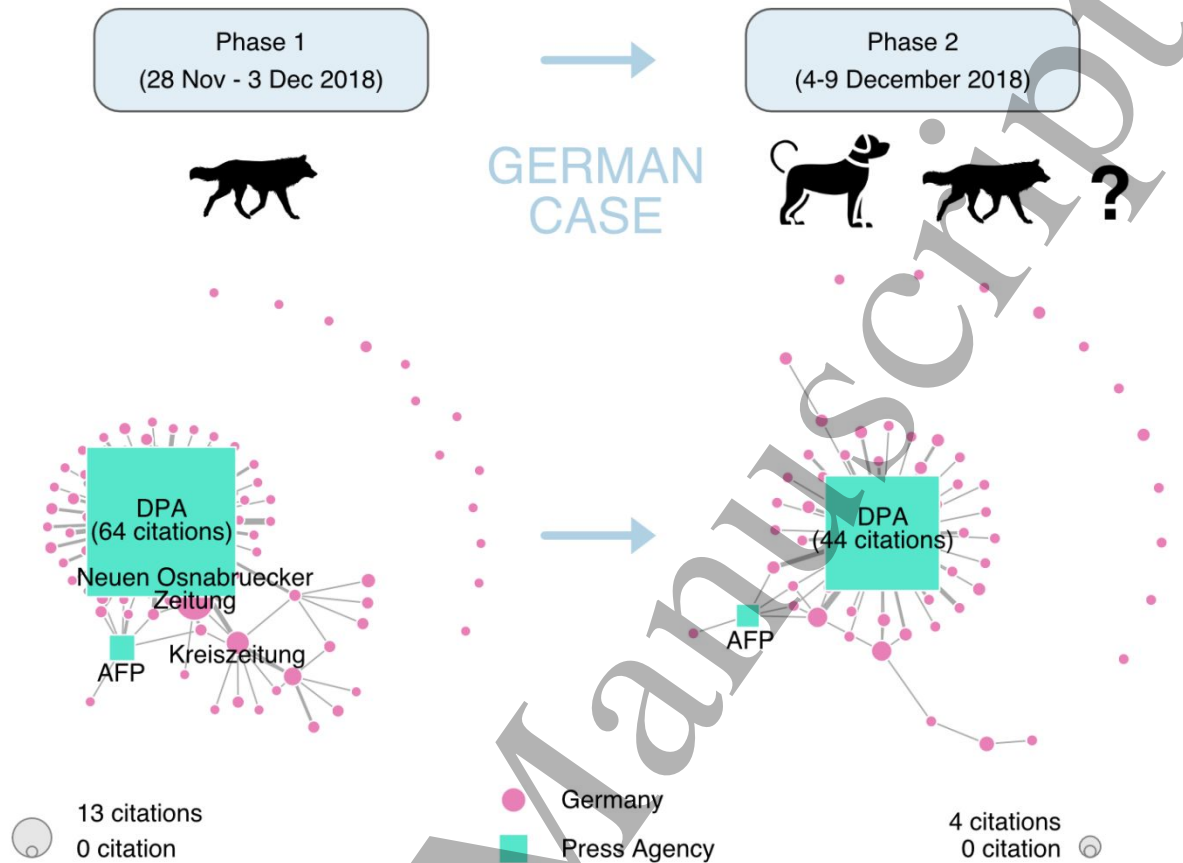 Phase 1
(28 Nov - 3 Dec 2018)
Phase 2
(4-9 December 2018)
GERMAN
CASE
?
DPA
(64 citations)
Neuen Osnabruecker
Zeitung
Kreiszeitung
AFP
DPA
(44 citations)
AFP
13 citations
0 citation
Germany
Press Agency
4 citations
0 citation
Manuscript